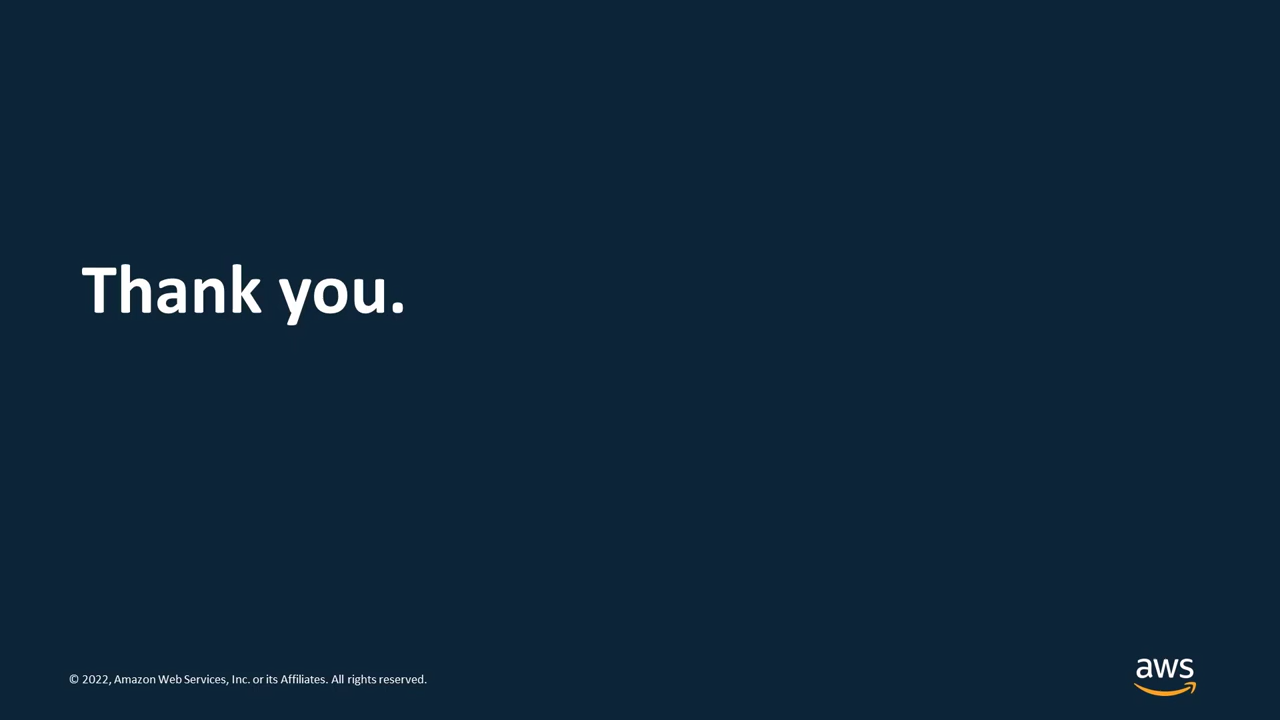 Thank you.
© 2022, Amazon Web Services, Inc. or its Affiliates. All rights reserved.
aws